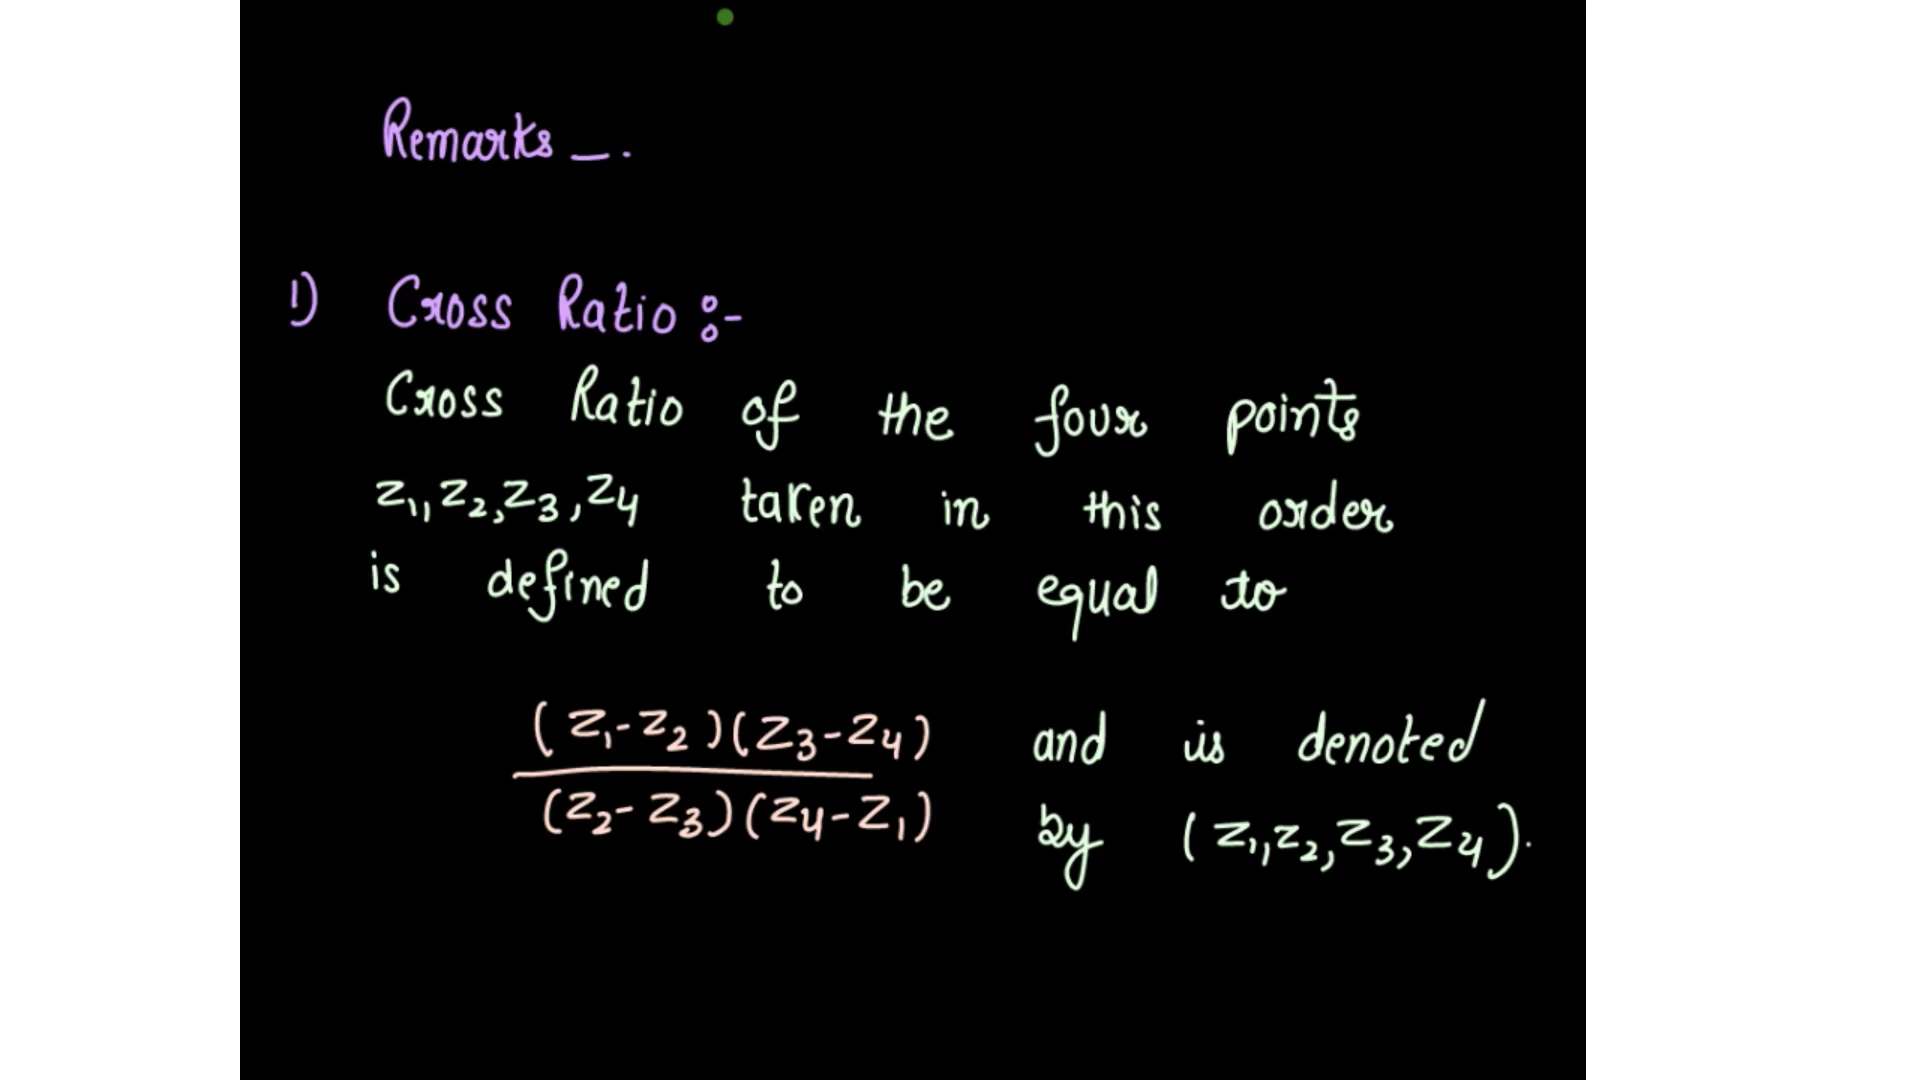 Remarks _.
1) Cross Ratio :-
Cross Ratio of the four points
z₁, z₂, z₃, z₄ taken in this order
is defined to be equal to
(z₁-z₂)(z₃-z₄) and is denoted
(z₂-z₃)(z₄-z₁) by (z₁,z₂,z₃,z₄).